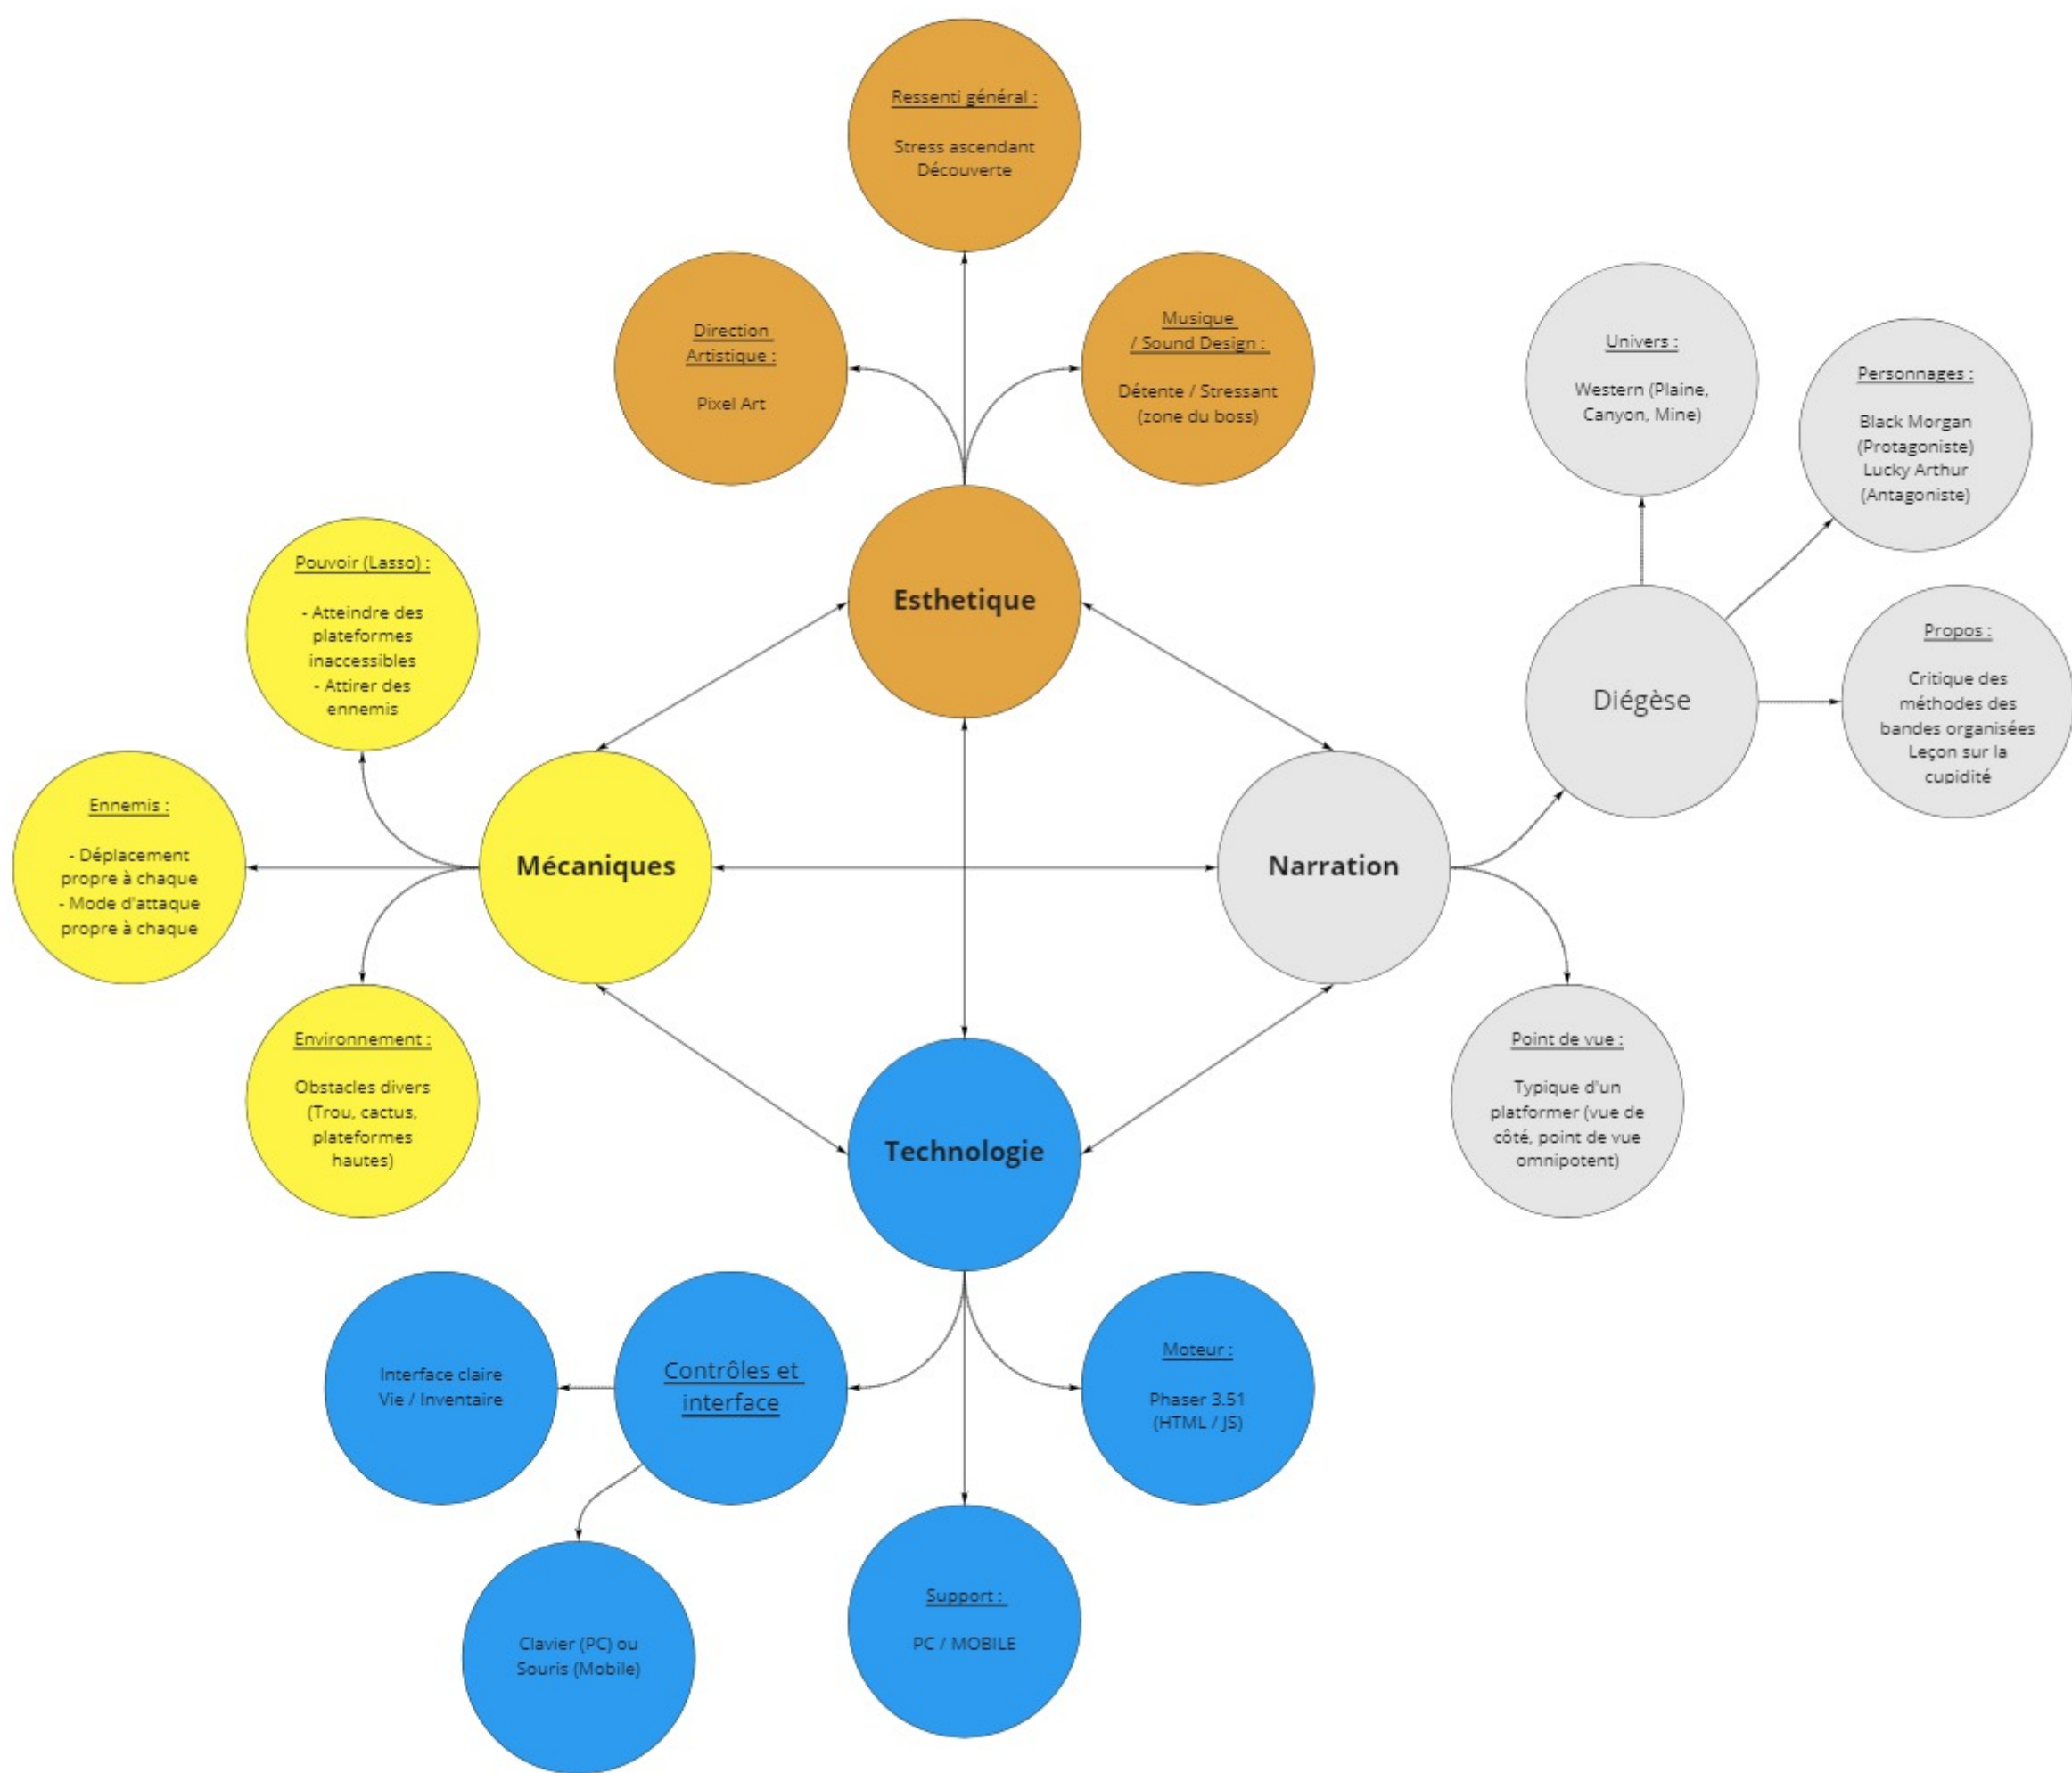 Ressenti général :
Stress ascendant
Découverte
Direction
Artistique :
Pixel Art
Musique
/ Sound Design :
Détente / Stressant
(zone du boss)
Esthetique
Univers :
Western (Plaine,
Canyon, Mine)
Personnages :
Black Morgan
(Protagoniste)
Lucky Arthur
(Antagoniste)
Diégèse
Propos :
Critique des
méthodes des
bandes organisées
Leçon sur la
cupidité
Pouvoir (Lasso) :
- Atteindre des
plateformes
inaccessibles
- Attirer des
ennemis
Ennemis :
- Déplacement
propre à chaque
- Mode d'attaque
propre à chaque
Mécaniques
Narration
Environnement :
Obstacles divers
(Trou, cactus,
plateformes
hautes)
Point de vue :
Typique d'un
platformer (vue de
côté, point de vue
omnipotent)
Technologie
Interface claire
Vie / Inventaire
Contrôles et
interface
Moteur :
Phaser 3.51
(HTML / JS)
Clavier (PC) ou
Souris (Mobile)
Support :
PC / MOBILE